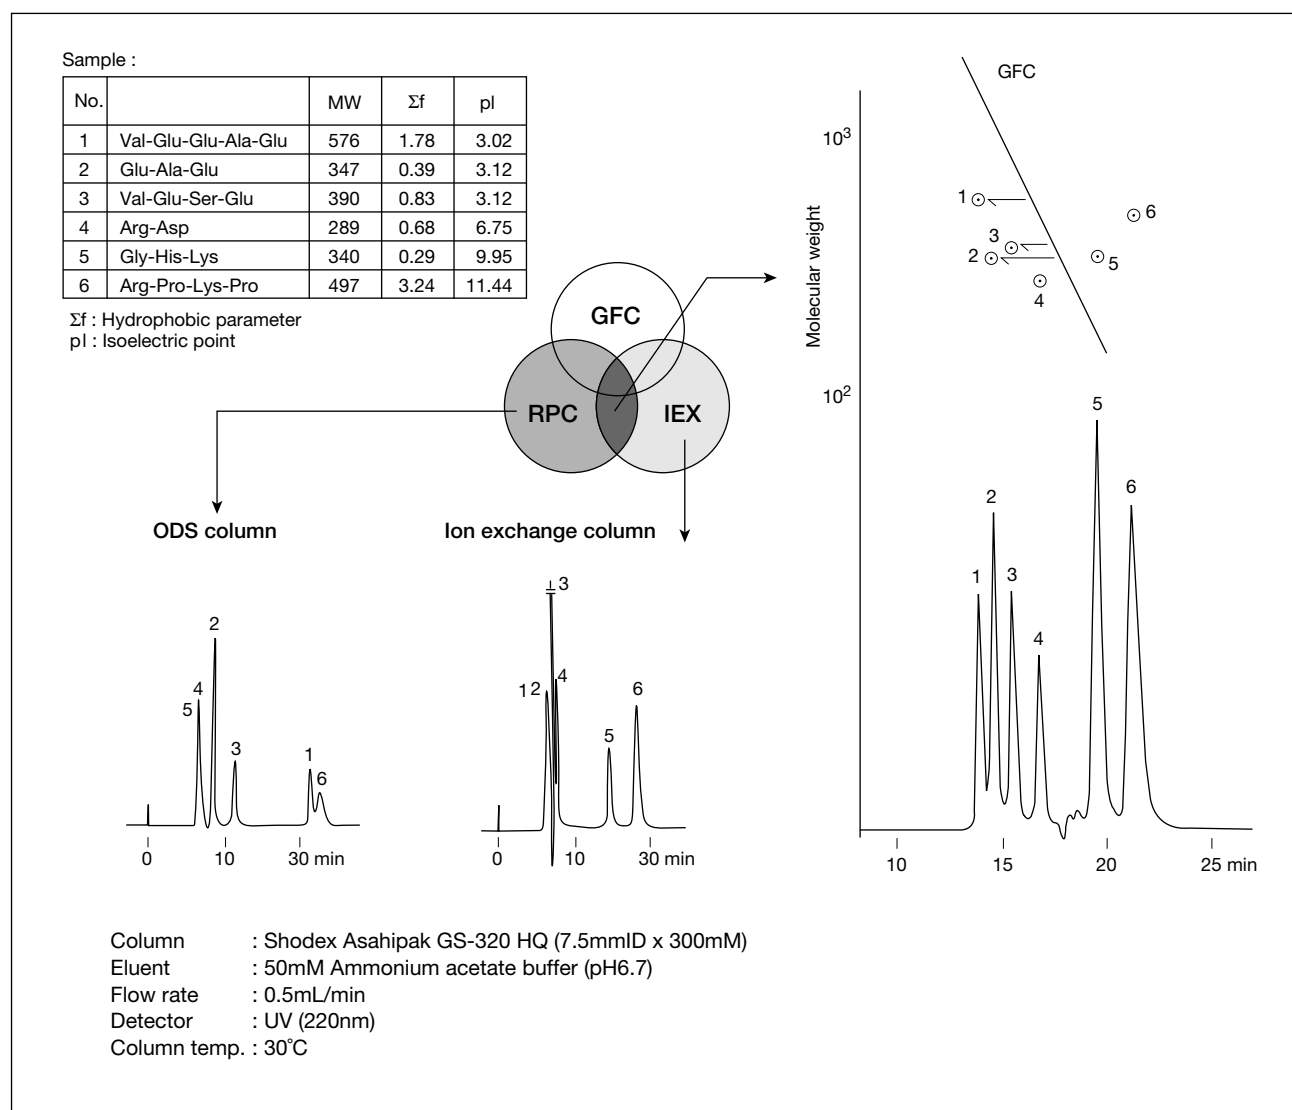 Sample :
No. MW Σf pI
1 Val-Glu-Glu-Ala-Glu 576 1.78 3.02
2 Glu-Ala-Glu 347 0.39 3.12
3 Val-Glu-Ser-Glu 390 0.83 3.12
4 Arg-Asp 289 0.68 6.75
5 Gly-His-Lys 340 0.29 9.95
6 Arg-Pro-Lys-Pro 497 3.24 11.44
Σf : Hydrophobic parameter
pI : Isoelectric point
GFC
RPC
IEX
GFC
Molecular weight
10³
10²
1
2
3
4
5
6
1
2
3
4
5
6
10 15 20 25 min
ODS column
4
5
2
3
1
6
0 10 30 min
Ion exchange column
1 2
3
4
5
6
0 10 30 min
Column : Shodex Asahipak GS-320 HQ (7.5mmID x 300mM)
Eluent : 50mM Ammonium acetate buffer (pH6.7)
Flow rate : 0.5mL/min
Detector : UV (220nm)
Column temp. : 30˚C